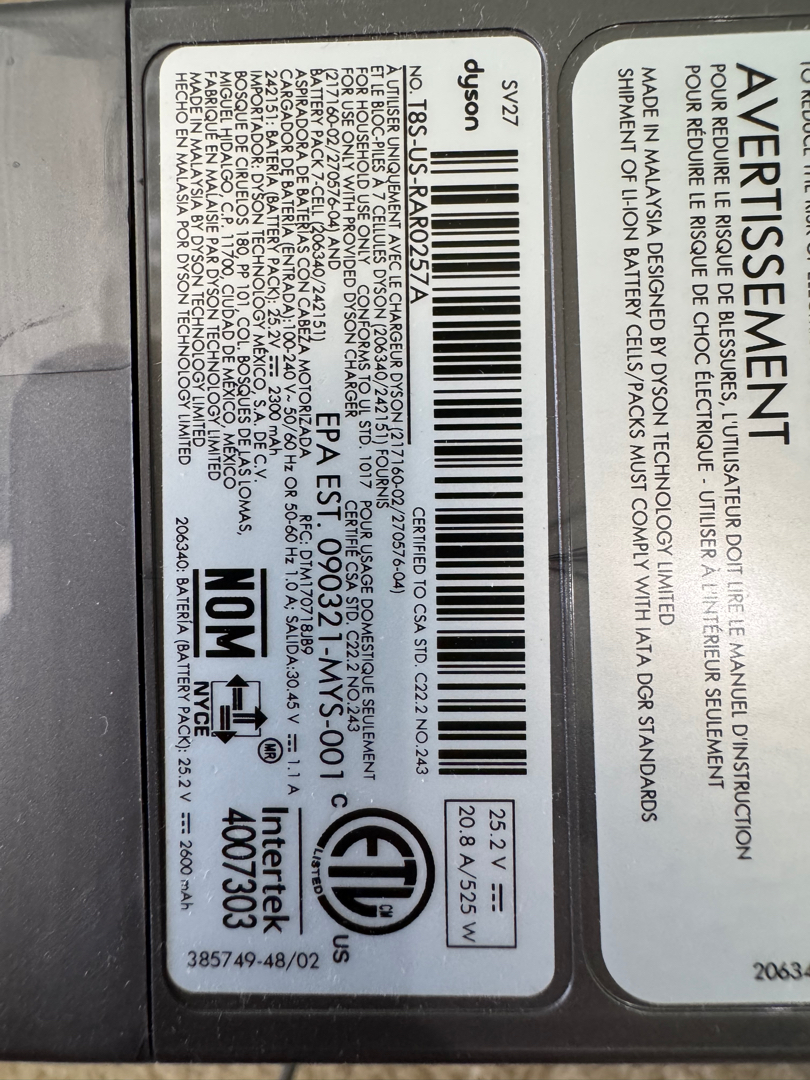 SV27
dyson
NO. T8S-US-RAR0257A
CERTIFIED TO CSA STD. C22.2 NO.243
25.2 V
20.8 A/525 W
À UTILISER UNIQUEMENT AVEC LE CHARGEUR DYSON (217160-02/270576-04)
ET LE BLOC-PILES À 7 CELLULES DYSON (206340/242151) FOURNIS
FOR HOUSEHOLD USE ONLY CONFORMS TO UL STD. 1017 POUR USAGE DOMESTIQUE SEULEMENT
FOR USE ONLY WITH PROVIDED DYSON CHARGER CERTIFIÉ CSA STD. C22.2 NO.243
(217160-02/270576-04) AND
BATTERY PACK 7-CELL (206340/242151)
EPA EST. 090321-MYS-001
ASPIRADORA DE BATERÍAS CON CABEZA MOTORIZADA RFC: DTM170718JB9
CARGADOR DE BATERÍA (ENTRADA):100-240 V~ 50/60 Hz OR 50-60 Hz 1.0 A; SALIDA:30.45 V 1.1 A
242151: BATERÍA (BATTERY PACK): 25.2V 2300 mAh
IMPORTADOR: DYSON TECHNOLOGY MÉXICO, S.A. DE C.V.
BOSQUE DE CIRUELOS 180, PP 101, COL. BOSQUES DE LAS LOMAS,
MIGUEL HIDALGO, C.P. 11700, CIUDAD DE MÉXICO, MÉXICO
FABRIQUÉ EN MALAISIE PAR DYSON TECHNOLOGY LIMITED
MADE IN MALAYSIA BY DYSON TECHNOLOGY LIMITED
HECHO EN MALASIA POR DYSON TECHNOLOGY LIMITED
NOM
NYCE
MR
206340: BATERÍA (BATTERY PACK): 25.2 V 2600 mAh
C ETL CM US
LISTED
Intertek
4007303
385749-48/02
AVERTISSEMENT
POUR REDUIRE LE RISQUE DE BLESSURES, L'UTILISATEUR DOIT LIRE LE MANUEL D'INSTRUCTION
POUR RÉDUIRE LE RISQUE DE CHOC ÉLECTRIQUE - UTILISER À L'INTÉRIEUR SEULEMENT
MADE IN MALAYSIA DESIGNED BY DYSON TECHNOLOGY LIMITED
SHIPMENT OF LI-ION BATTERY CELLS/PACKS MUST COMPLY WITH IATA DGR STANDARDS